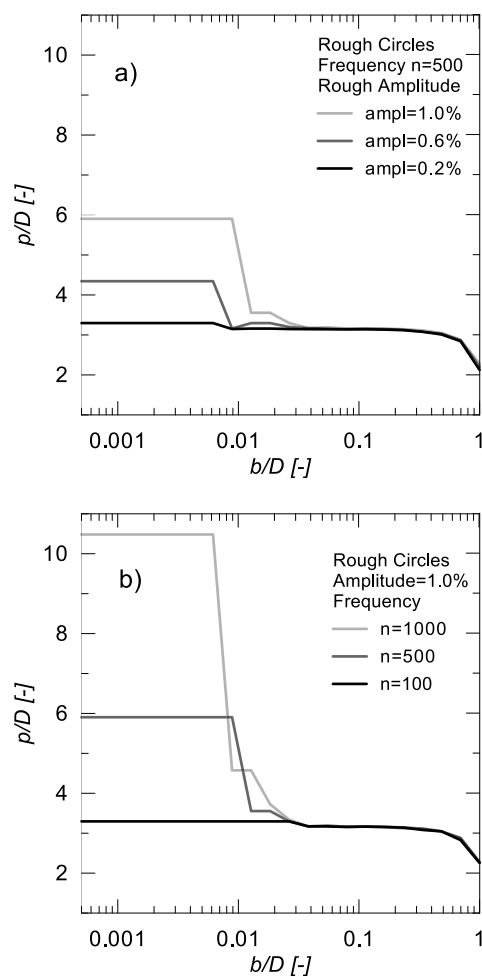 a)
Rough Circles
Frequency n=500
Rough Amplitude
ampl=1.0%
ampl=0.6%
ampl=0.2%
10
8
6
4
2
p/D [-]
0.001 0.01 0.1 1
b/D [-]
b)
Rough Circles
Amplitude=1.0%
Frequency
n=1000
n=500
n=100
10
8
6
4
2
p/D [-]
0.001 0.01 0.1 1
b/D [-]